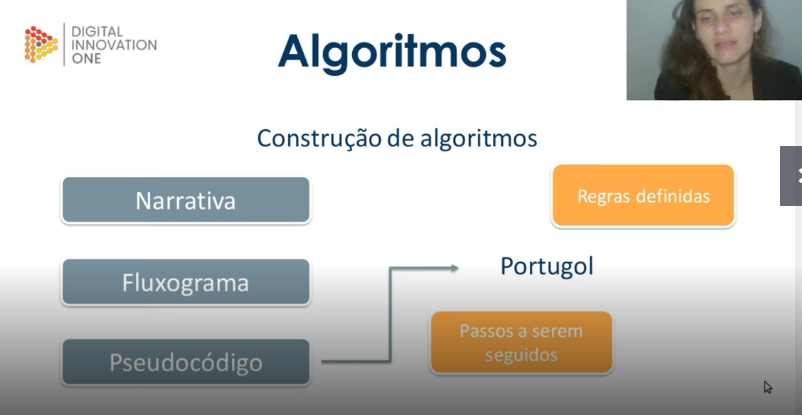 DIGITAL
INNOVATION
ONE
Algoritmos
Construção de algoritmos
Narrativa
Regras definidas
Fluxograma
Portugol
Pseudocódigo
Passos a serem
seguidos